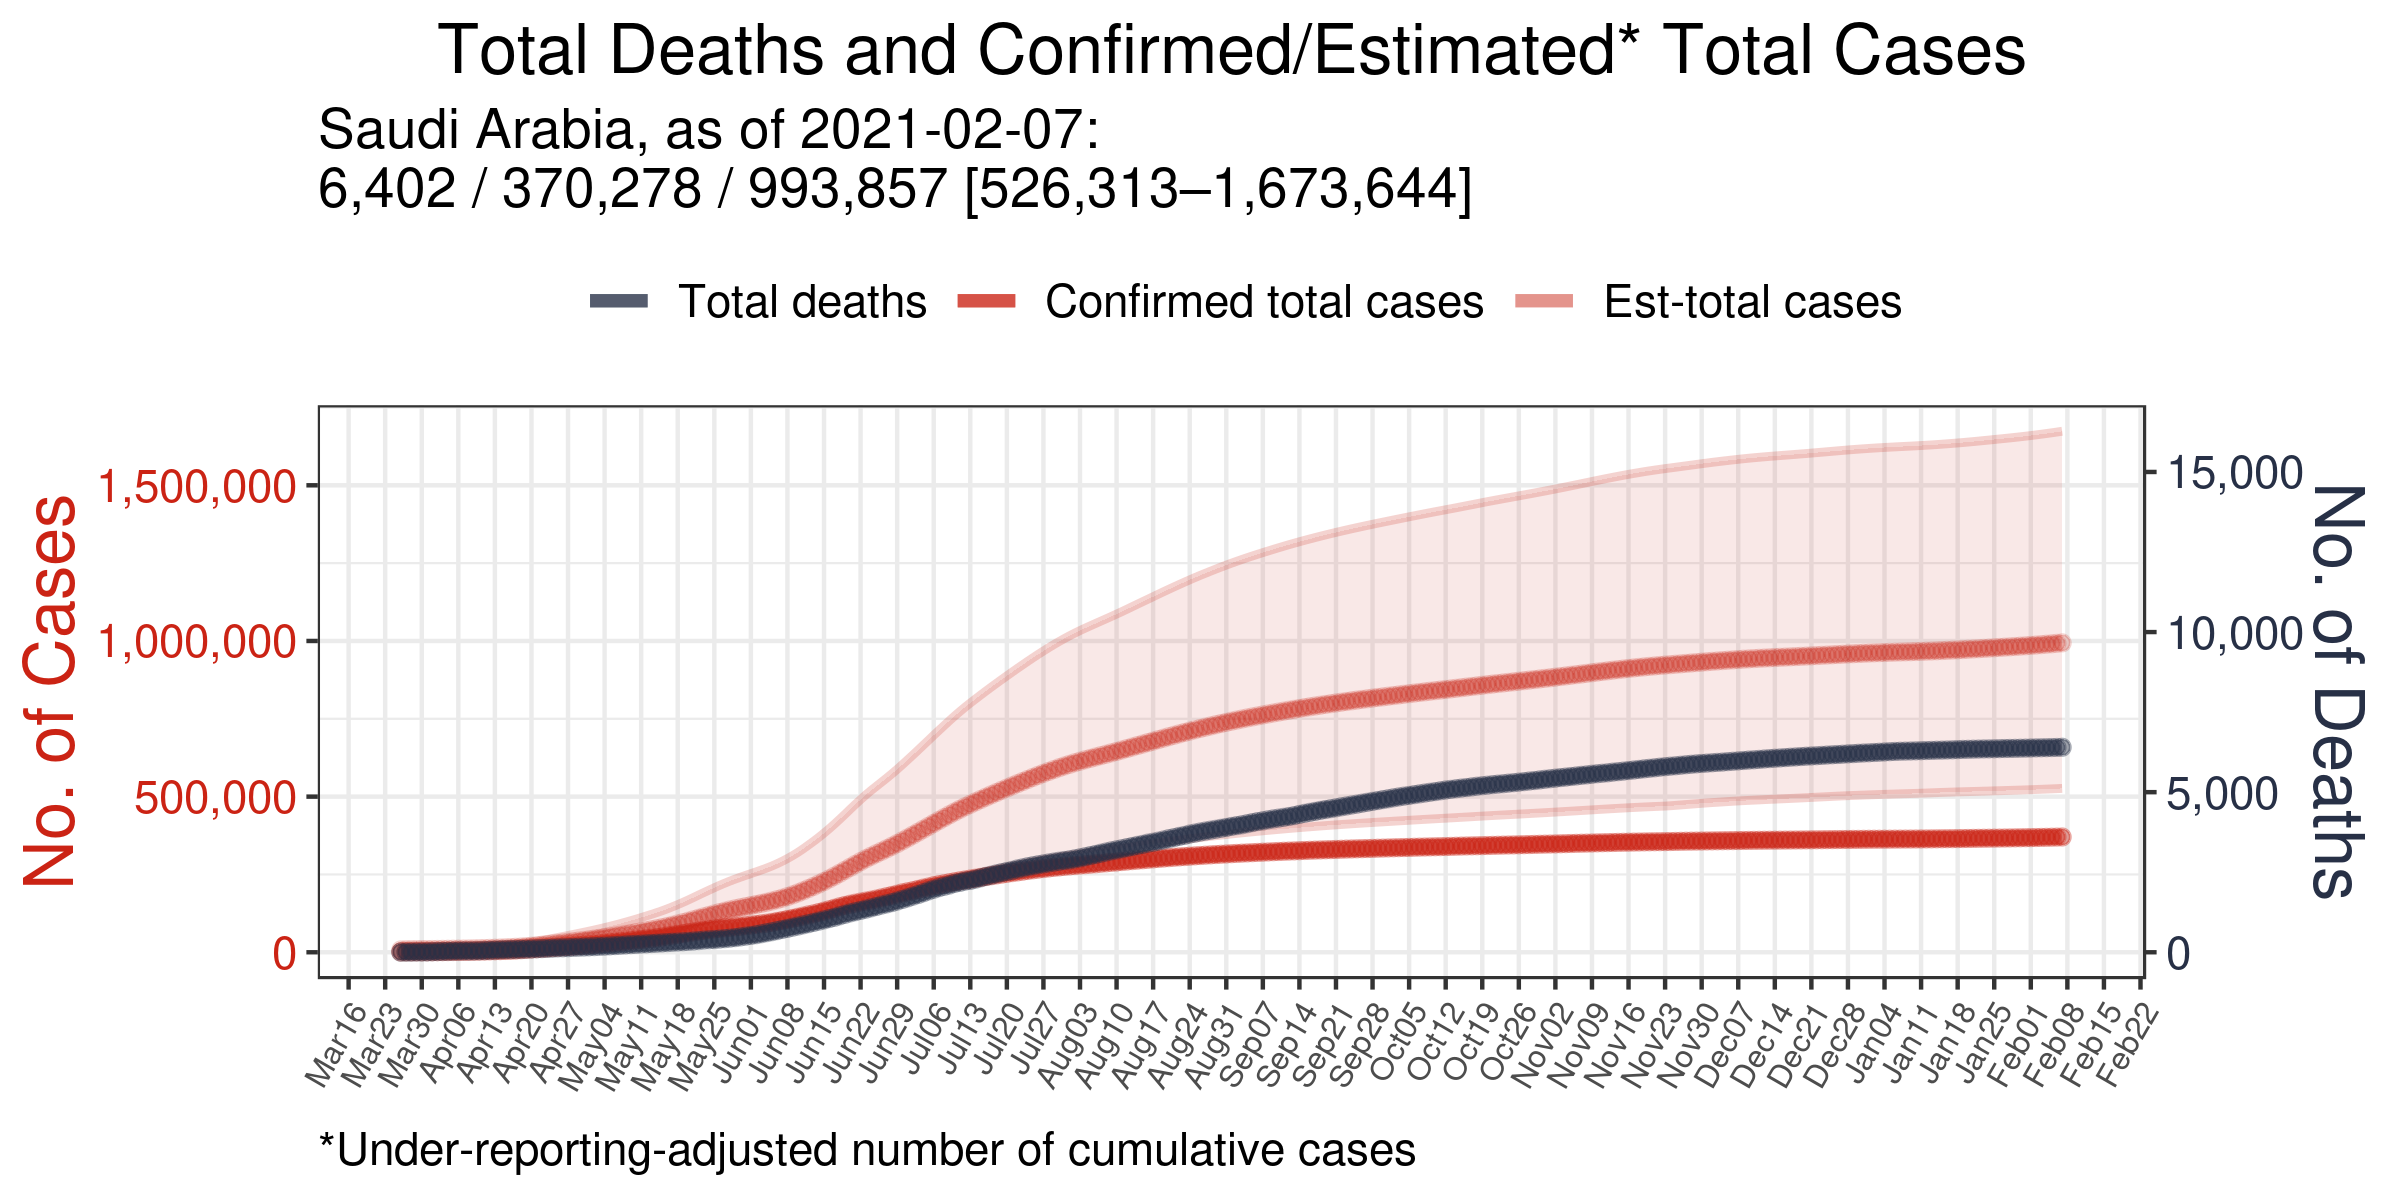 Total Deaths and Confirmed/Estimated* Total Cases
Saudi Arabia, as of 2021-02-07:
6,402 / 370,278 / 993,857 [526,313–1,673,644]
Total deaths
Confirmed total cases
Est-total cases
No. of Cases
1,500,000
1,000,000
500,000
0
15,000
10,000
5,000
0
No. of Deaths
Mar16
Mar23
Mar30
Apr06
Apr13
Apr20
Apr27
May04
May11
May18
May25
Jun01
Jun08
Jun15
Jun22
Jun29
Jul06
Jul13
Jul20
Jul27
Aug03
Aug10
Aug17
Aug24
Aug31
Sep07
Sep14
Sep21
Sep28
Oct05
Oct12
Oct19
Oct26
Nov02
Nov09
Nov16
Nov23
Nov30
Dec07
Dec14
Dec21
Dec28
Jan04
Jan11
Jan18
Jan25
Feb01
Feb08
Feb15
Feb22
*Under-reporting-adjusted number of cumulative cases